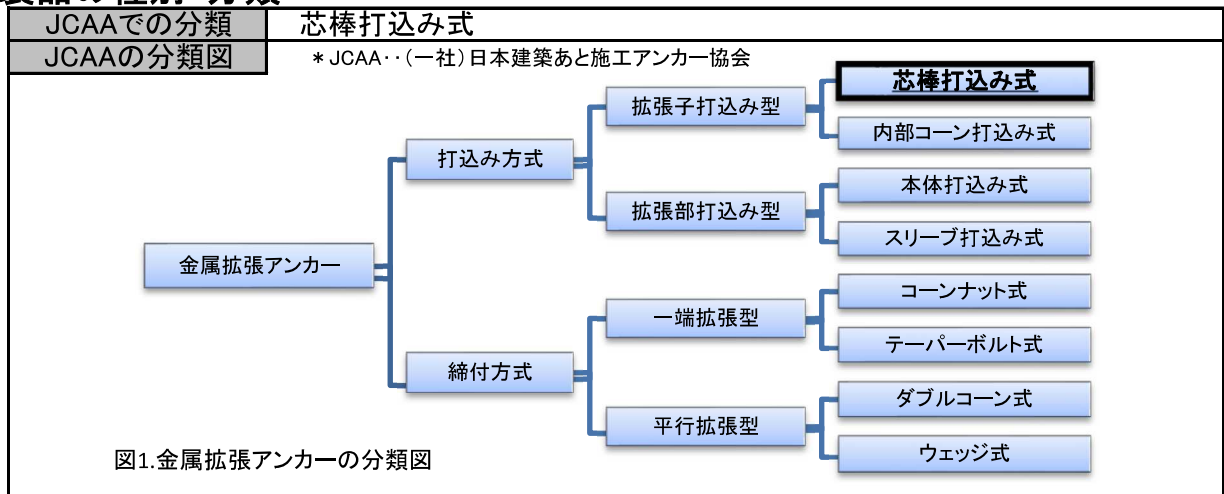 製品の種別・分類
JCAAでの分類
芯棒打込み式
JCAAの分類図
＊JCAA‥(一社)日本建築あと施工アンカー協会
芯棒打込み式
拡張子打込み型
内部コーン打込み式
打込み方式
本体打込み式
拡張部打込み型
スリーブ打込み式
金属拡張アンカー
コーンナット式
一端拡張型
テーパーボルト式
締付方式
ダブルコーン式
平行拡張型
ウェッジ式
図1.金属拡張アンカーの分類図